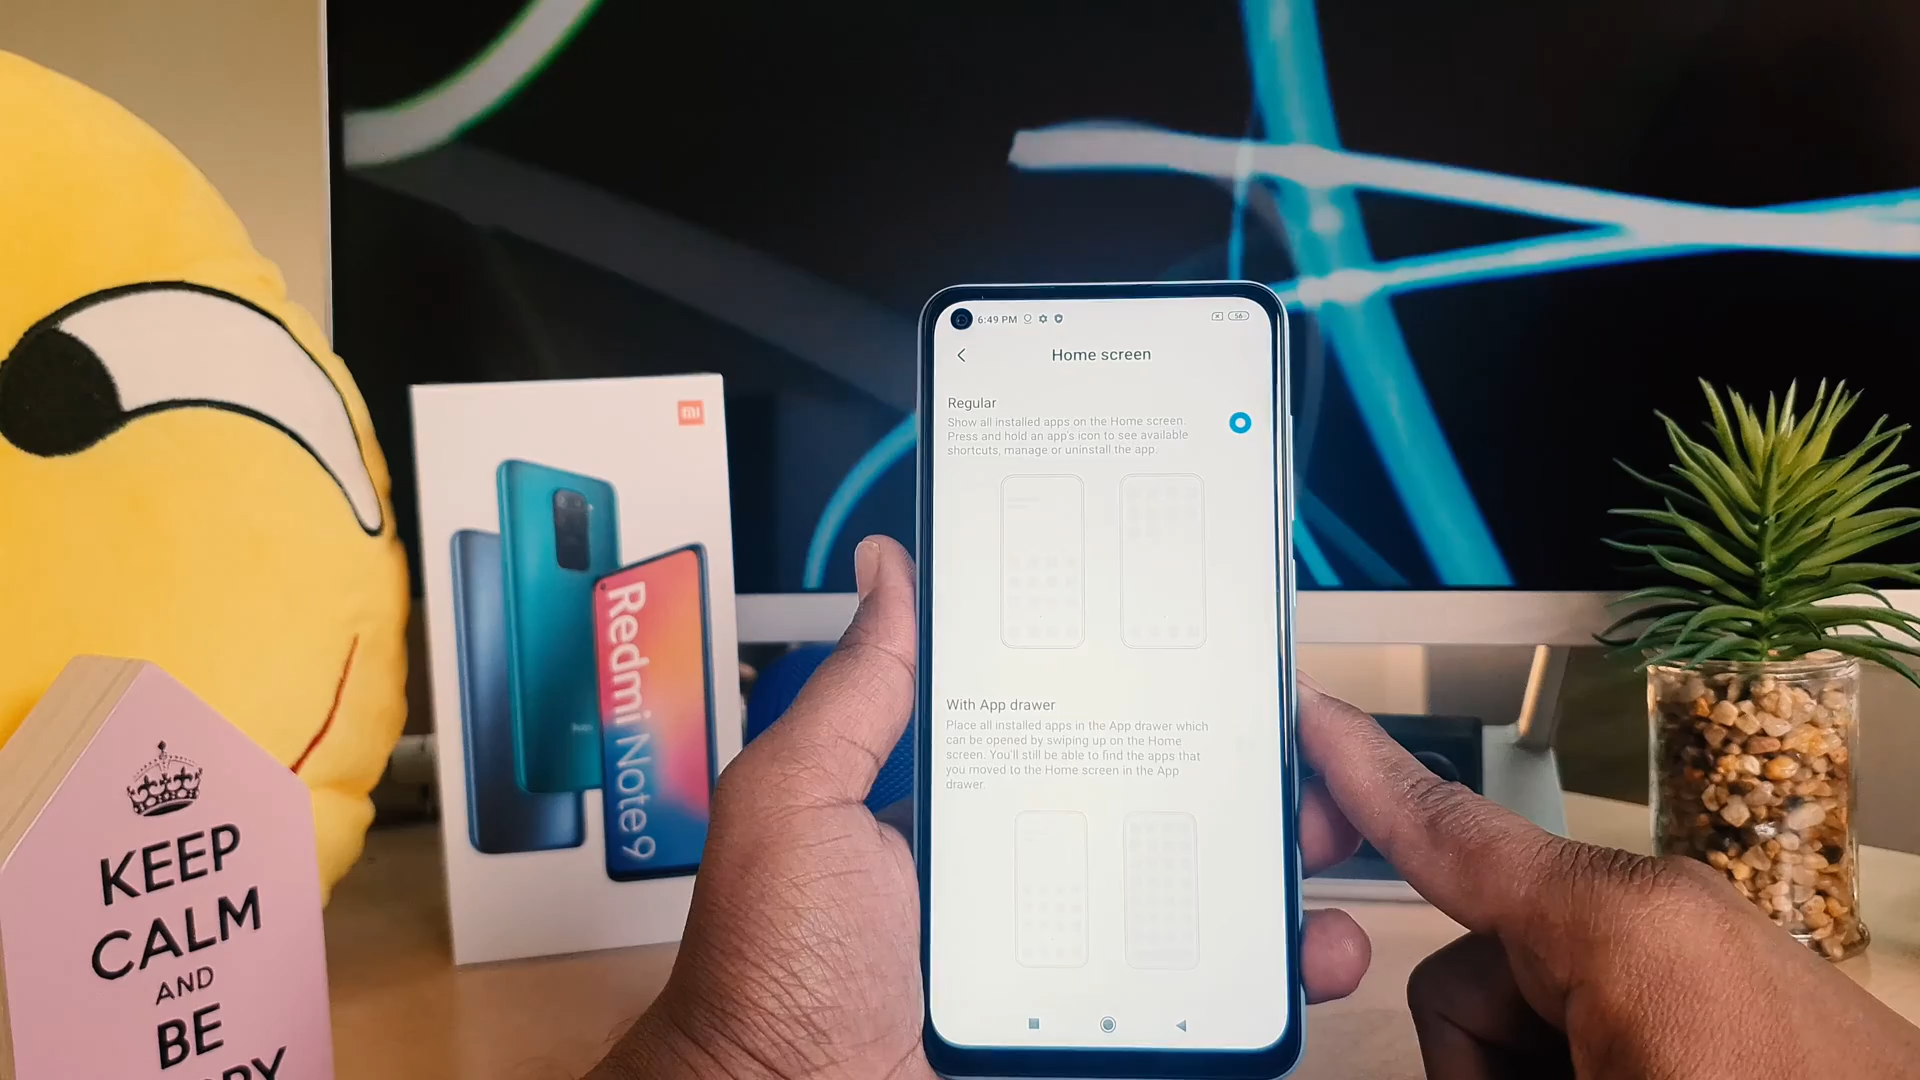 6:49 PM
56
Home screen
Regular
Show all installed apps on the Home screen.
Press and hold an app's icon to see available
shortcuts, manage or uninstall the app.
With App drawer
Place all installed apps in the App drawer which
can be opened by swiping up on the Home
screen. You'll still be able to find the apps that
you moved to the Home screen in the App
drawer.
mi
Redmi Note 9
KEEP
CALM
AND
BE